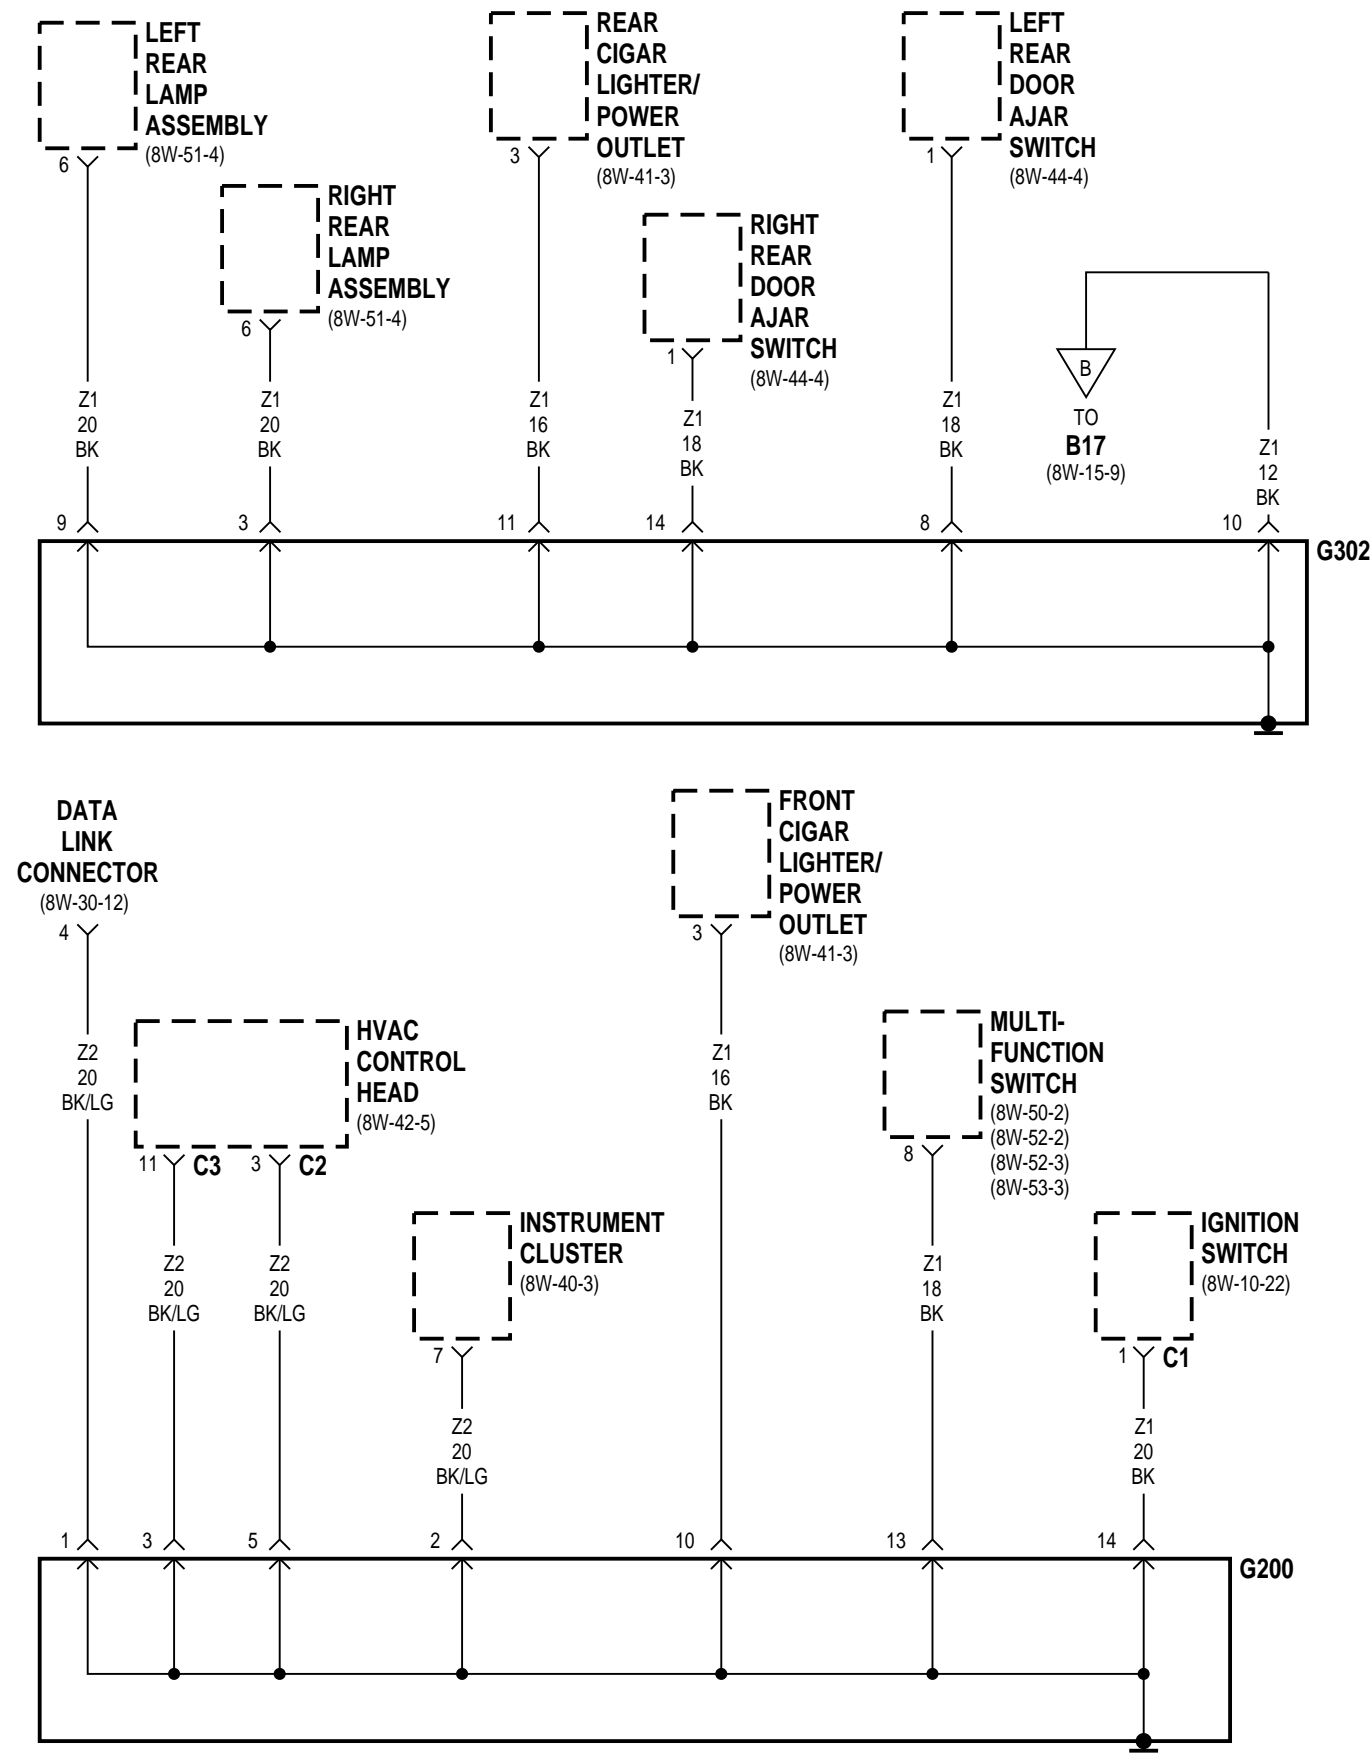 LEFT
REAR
LAMP
ASSEMBLY
(8W-51-4)
6
Z1
20
BK
9
RIGHT
REAR
LAMP
ASSEMBLY
(8W-51-4)
6
Z1
20
BK
3
REAR
CIGAR
LIGHTER/
POWER
OUTLET
(8W-41-3)
3
Z1
16
BK
11
RIGHT
REAR
DOOR
AJAR
SWITCH
(8W-44-4)
1
Z1
18
BK
14
LEFT
REAR
DOOR
AJAR
SWITCH
(8W-44-4)
1
Z1
18
BK
8
B
TO
B17
(8W-15-9)
Z1
12
BK
10
G302
DATA
LINK
CONNECTOR
(8W-30-12)
4
Z2
20
BK/LG
1
HVAC
CONTROL
HEAD
(8W-42-5)
11 C3
Z2
20
BK/LG
3
3 C2
Z2
20
BK/LG
5
INSTRUMENT
CLUSTER
(8W-40-3)
7
Z2
20
BK/LG
2
FRONT
CIGAR
LIGHTER/
POWER
OUTLET
(8W-41-3)
3
Z1
16
BK
10
MULTI-
FUNCTION
SWITCH
(8W-50-2)
(8W-52-2)
(8W-52-3)
(8W-53-3)
8
Z1
18
BK
13
IGNITION
SWITCH
(8W-10-22)
1 C1
Z1
20
BK
14
G200